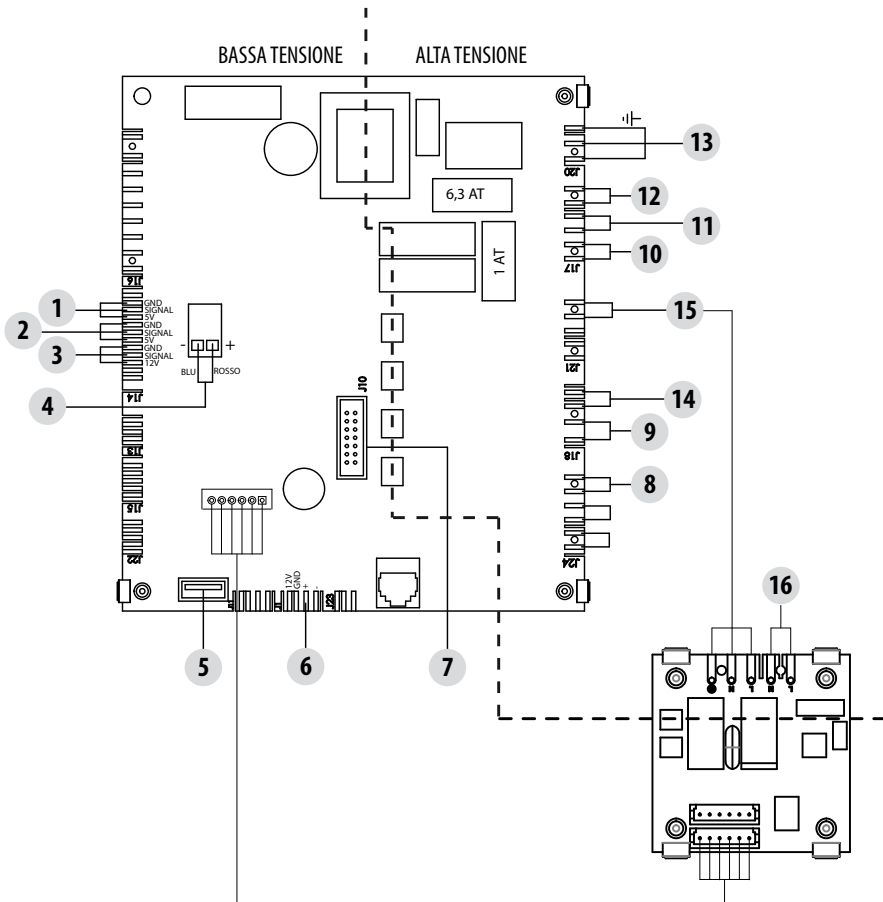 BASSA TENSIONE
ALTA TENSIONE
13
J20
6,3 AT
12
11
10
J17
1 AT
J16
1
GND
SIGNAL
5V
2
GND
SIGNAL
5V
3
GND
SIGNAL
12V
- +
BLU ROSSO
4
15
J21
J10
J14
14
9
J18
J13
8
J15
J22
J24
12V
GND
+
-
J11
J1
J23
5
6
7
16
N
L
N
L